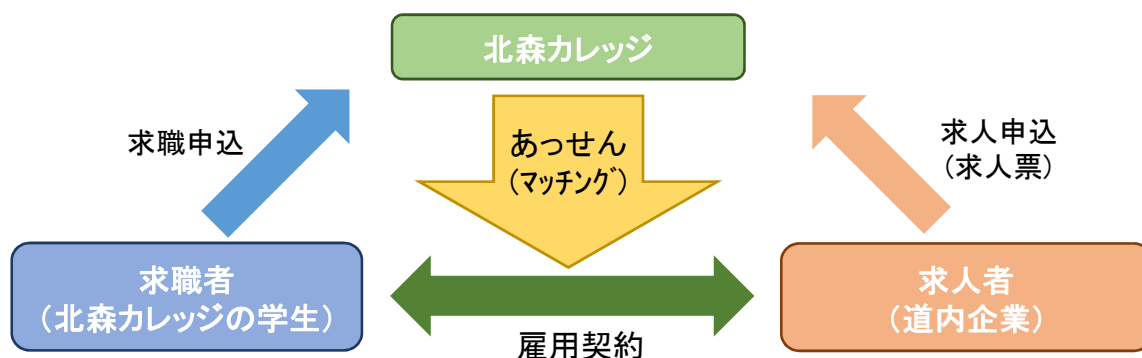 北森カレッジ
求職申込
あっせん
(マッチング)
求人申込
(求人票)
求職者
(北森カレッジの学生)
求人者
(道内企業)
雇用契約